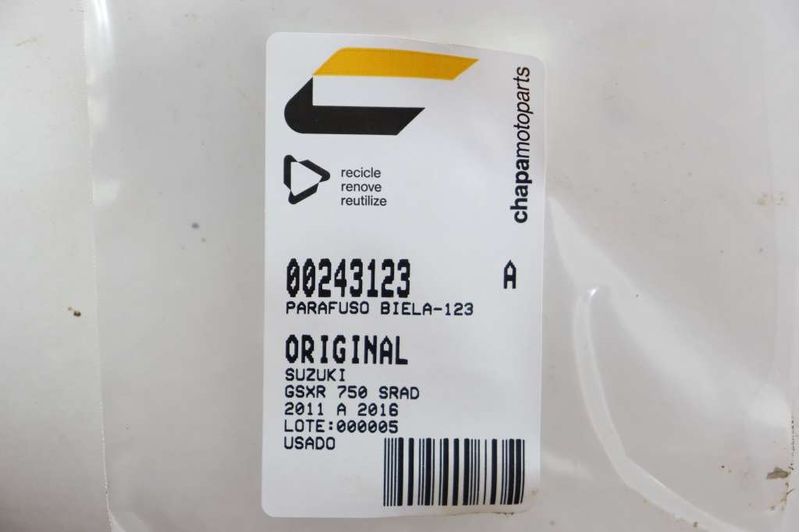 chapamotoparts
recicle
renove
reutilize
00243123 A
PARAFUSO BIELA-123
ORIGINAL
SUZUKI
GSXR 750 SRAD
2011 A 2016
LOTE:000005
USADO